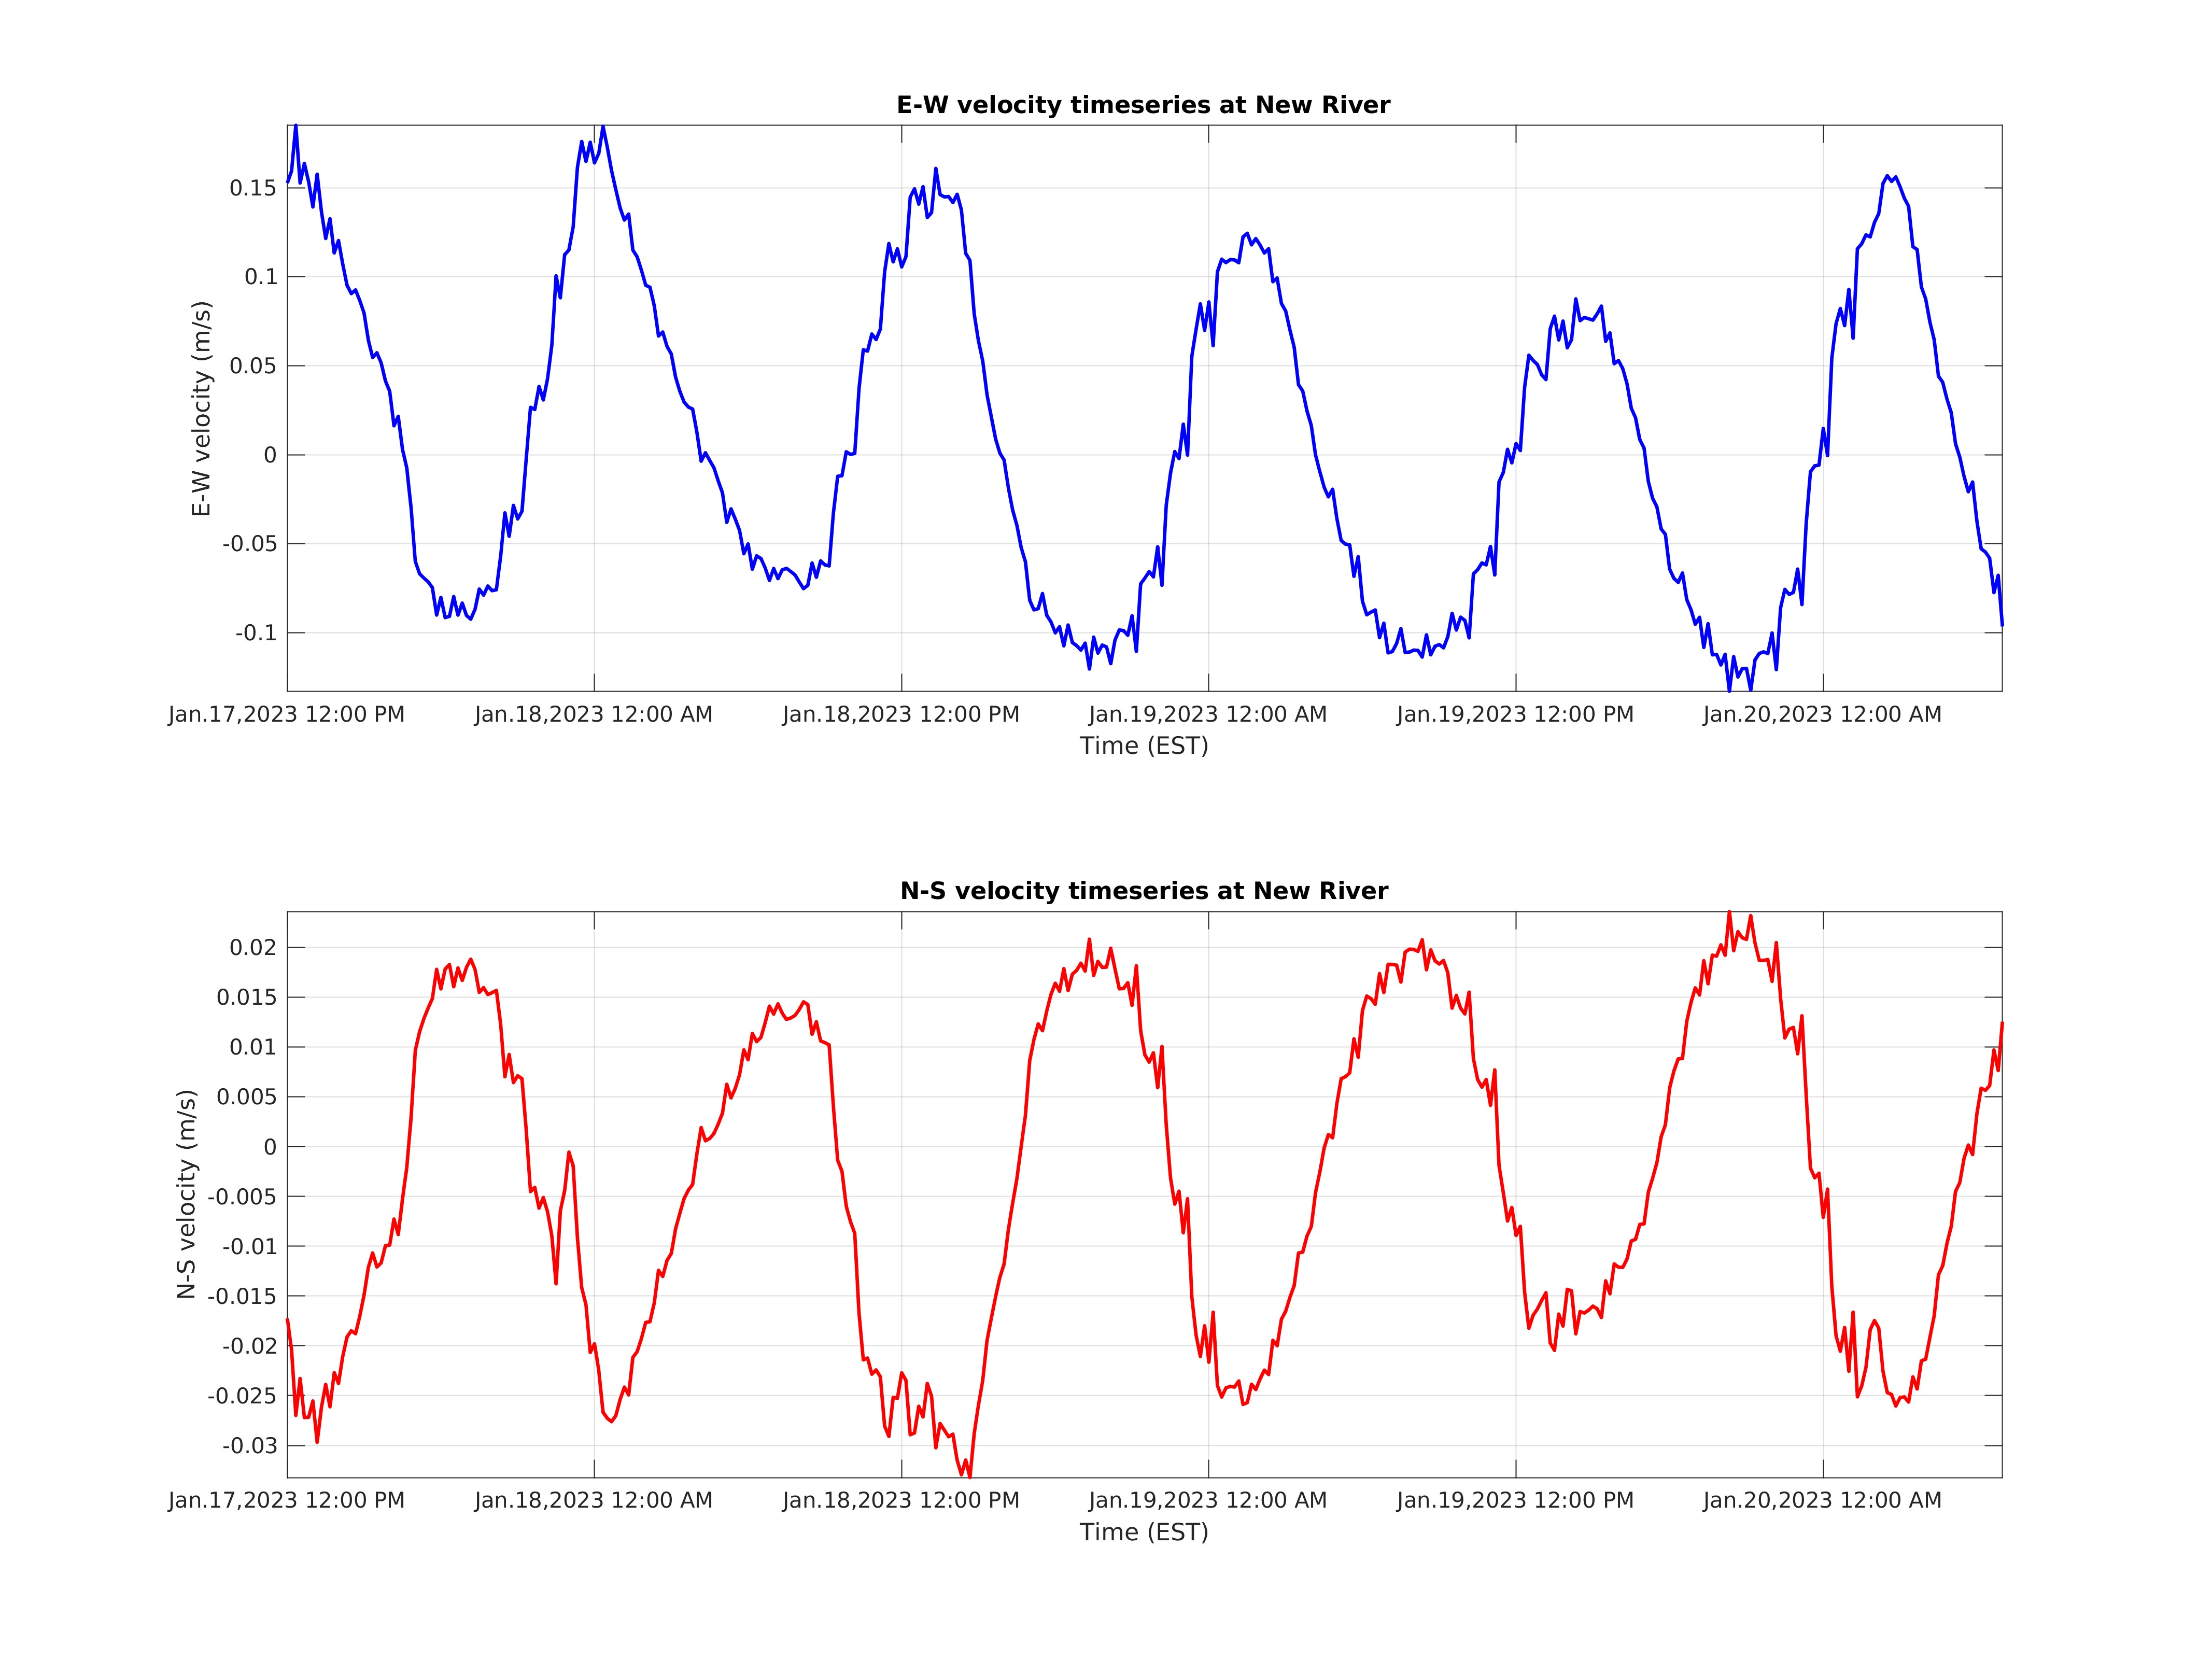 E-W velocity timeseries at New River
E-W velocity (m/s)
0.15
0.1
0.05
0
-0.05
-0.1
Jan.17,2023 12:00 PM Jan.18,2023 12:00 AM Jan.18,2023 12:00 PM Jan.19,2023 12:00 AM Jan.19,2023 12:00 PM Jan.20,2023 12:00 AM
Time (EST)
N-S velocity timeseries at New River
N-S velocity (m/s)
0.02
0.015
0.01
0.005
0
-0.005
-0.01
-0.015
-0.02
-0.025
-0.03
Jan.17,2023 12:00 PM Jan.18,2023 12:00 AM Jan.18,2023 12:00 PM Jan.19,2023 12:00 AM Jan.19,2023 12:00 PM Jan.20,2023 12:00 AM
Time (EST)